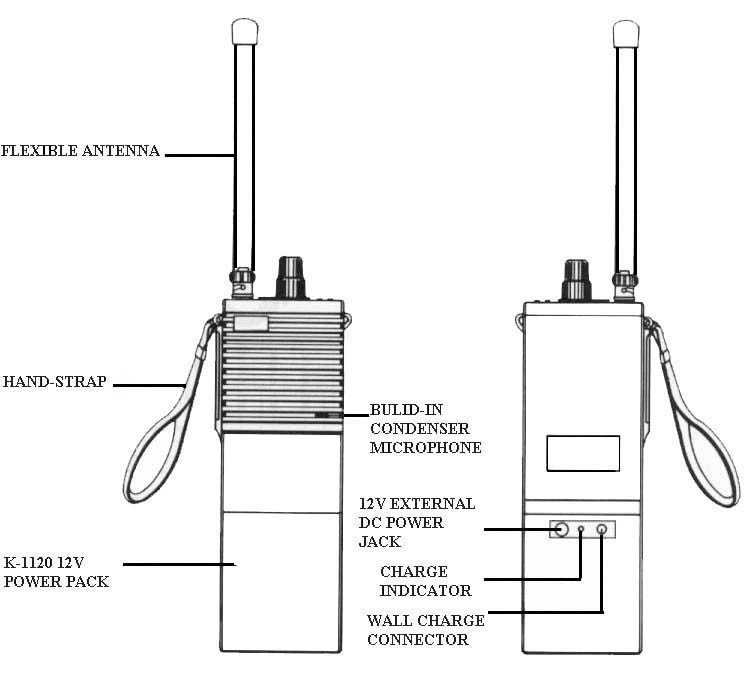 FLEXIBLE ANTENNA
HAND-STRAP
BULID-IN
CONDENSER
MICROPHONE
12V EXTERNAL
DC POWER
JACK
K-1120 12V
POWER PACK
CHARGE
INDICATOR
WALL CHARGE
CONNECTOR